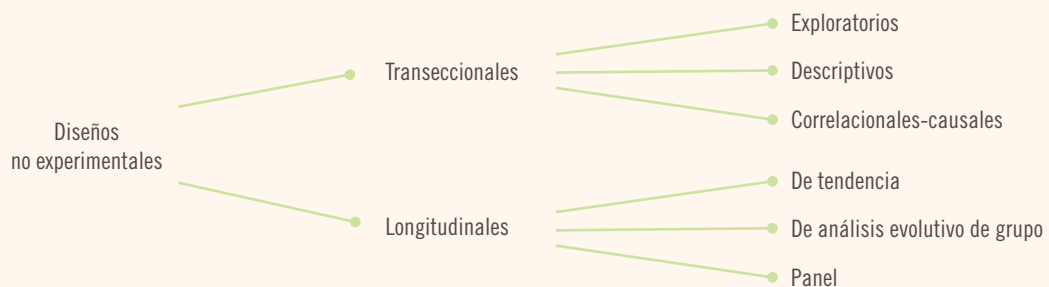 Diseños
no experimentales
Transeccionales
Exploratorios
Descriptivos
Correlacionales-causales
Longitudinales
De tendencia
De análisis evolutivo de grupo
Panel